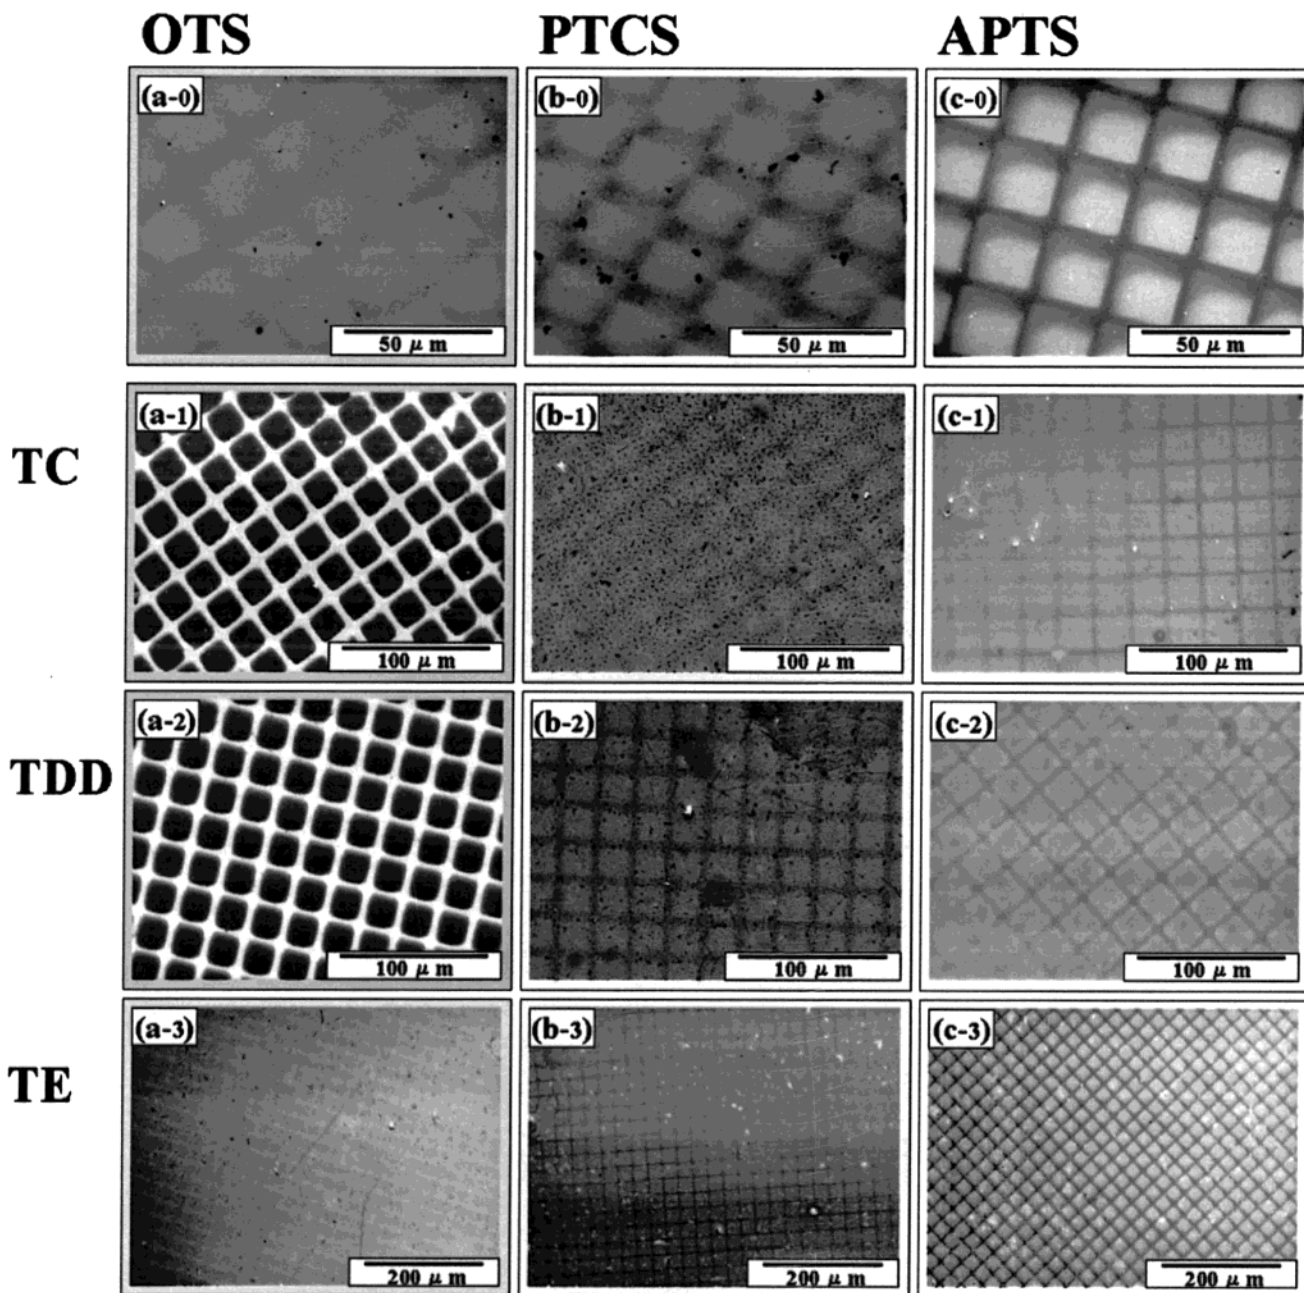 OTS PTCS APTS
(a-0) (b-0) (c-0)
50 μ m 50 μ m 50 μ m
(a-1) (b-1) (c-1)
TC
100 μ m 100 μ m 100 μ m
(a-2) (b-2) (c-2)
TDD
100 μ m 100 μ m 100 μ m
(a-3) (b-3) (c-3)
TE
200 μ m 200 μ m 200 μ m